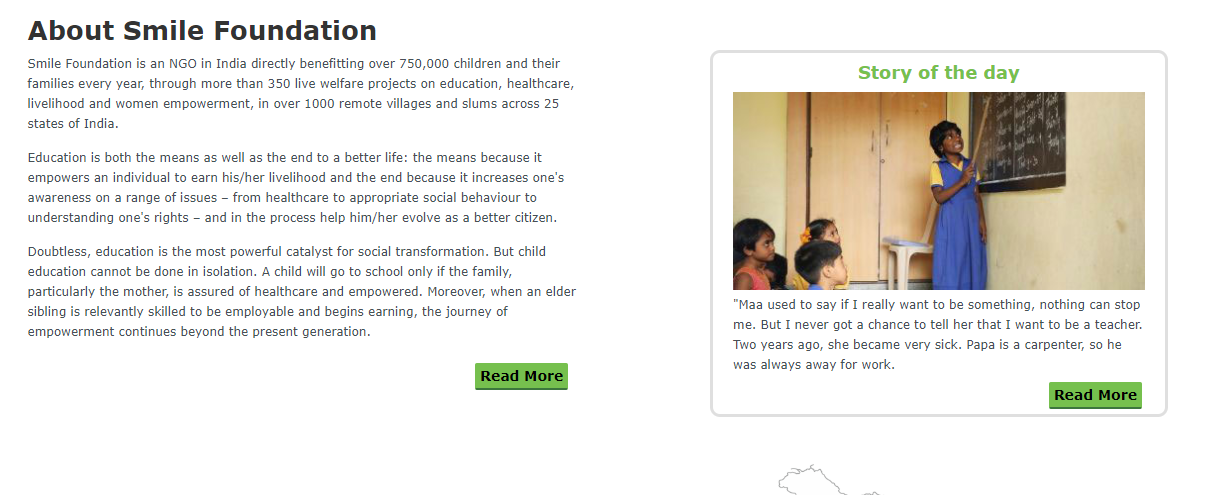 About Smile Foundation
Smile Foundation is an NGO in India directly benefitting over 750,000 children and their
families every year, through more than 350 live welfare projects on education, healthcare,
livelihood and women empowerment, in over 1000 remote villages and slums across 25
states of India.
Education is both the means as well as the end to a better life: the means because it
empowers an individual to earn his/her livelihood and the end because it increases one's
awareness on a range of issues – from healthcare to appropriate social behaviour to
understanding one's rights – and in the process help him/her evolve as a better citizen.
Doubtless, education is the most powerful catalyst for social transformation. But child
education cannot be done in isolation. A child will go to school only if the family,
particularly the mother, is assured of healthcare and empowered. Moreover, when an elder
sibling is relevantly skilled to be employable and begins earning, the journey of
empowerment continues beyond the present generation.
Read More
Story of the day
"Maa used to say if I really want to be something, nothing can stop
me. But I never got a chance to tell her that I want to be a teacher.
Two years ago, she became very sick. Papa is a carpenter, so he
was always away for work.
Read More